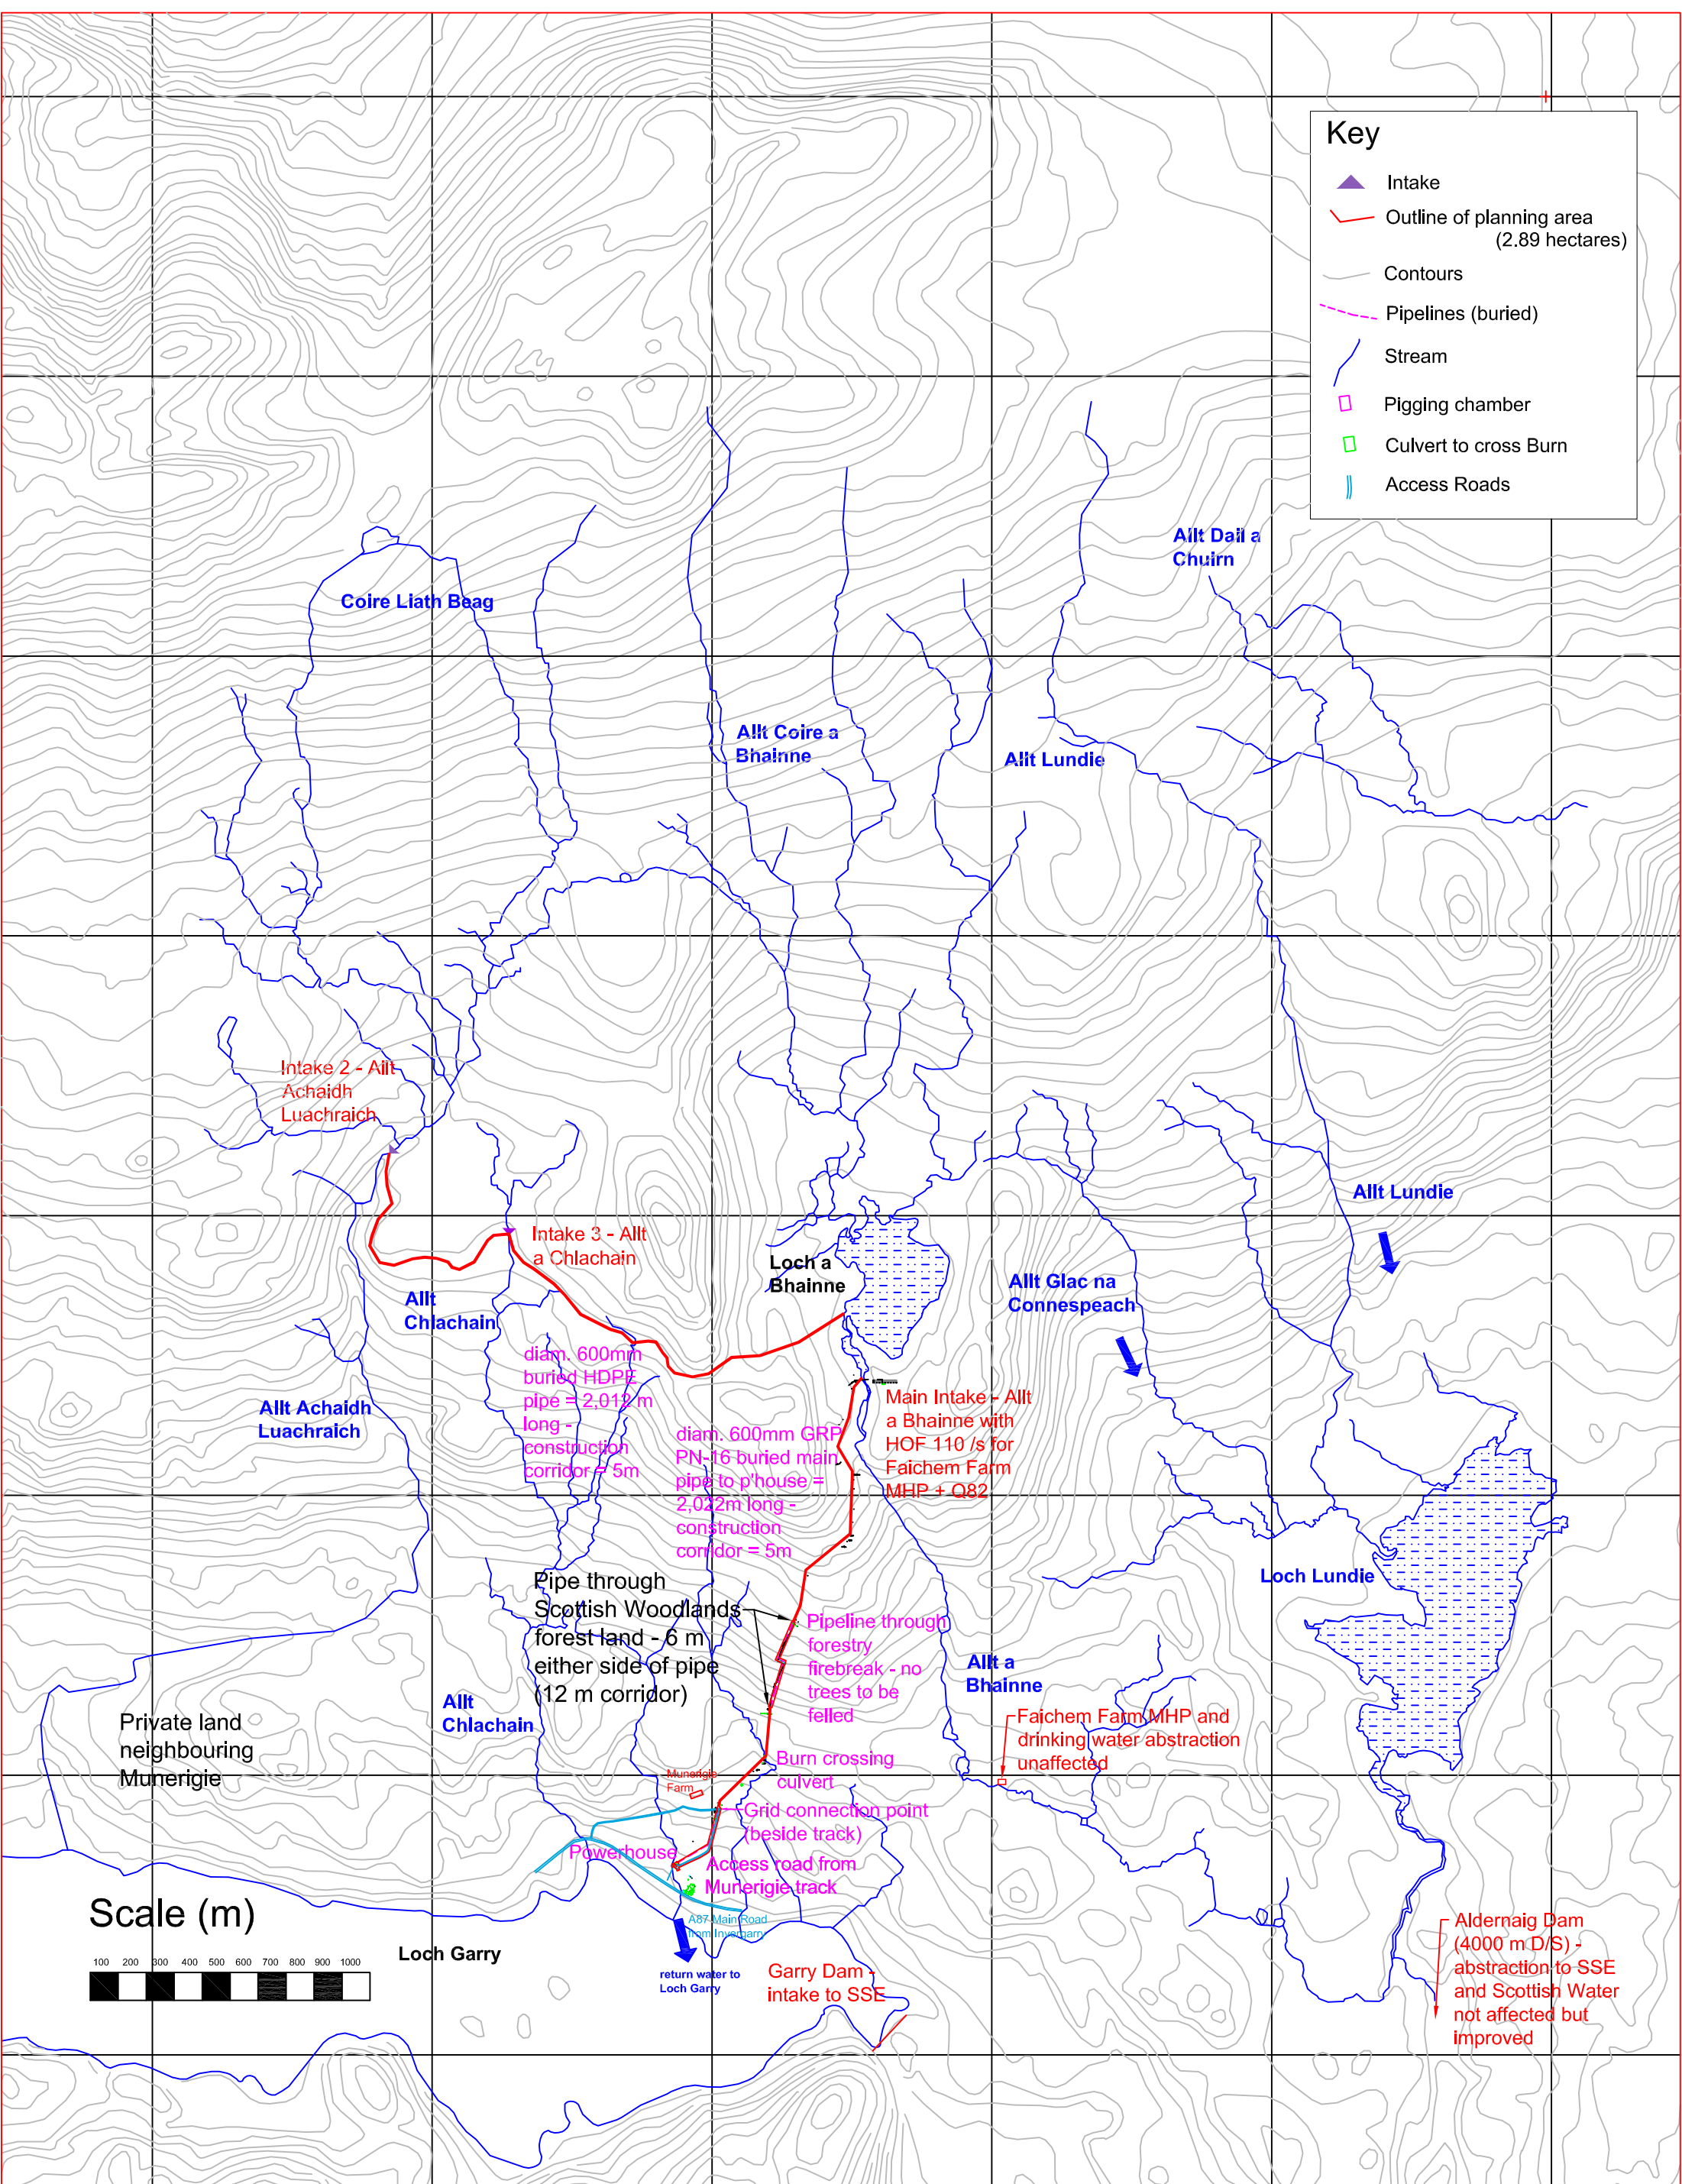 Key
Intake
Outline of planning area
(2.89 hectares)
Contours
Pipelines (buried)
Stream
Pigging chamber
Culvert to cross Burn
Access Roads
Allt Dail a
Chuirn
Coire Liath Beag
Allt Coire a
Bhainne
Allt Lundie
Intake 2 - Allt
Achaidh
Luachraich
Allt Lundie
Intake 3 - Allt
a Chlachain
Loch a
Bhainne
Allt Glac na
Connespeach
Allt
Chlachain
diam. 600mm
buried HDPE
pipe = 2,012 m
long -
construction
corridor = 5m
Allt Achaidh
Luachraich
Main Intake - Allt
a Bhainne with
HOF 110 /s for
Faichem Farm
MHP + Q82
diam. 600mm GRP
PN-16 buried main
pipe to p'house =
2,022m long -
construction
corridor = 5m
Loch Lundie
Pipe through
Scottish Woodlands
forest land - 6 m
either side of pipe
(12 m corridor)
Pipeline through
forestry
firebreak - no
trees to be
felled
Allt a
Bhainne
Allt
Chlachain
Private land
neighbouring
Munerigie
Faichem Farm MHP and
drinking water abstraction
unaffected
Burn crossing
culvert
Munerigie
Farm
Grid connection point
(beside track)
Powerhouse
Access road from
Munerigie track
A87 Main Road
from Invergarry
Scale (m)
100 200 300 400 500 600 700 800 900 1000
Loch Garry
return water to
Loch Garry
Garry Dam -
intake to SSE
Aldernaig Dam
(4000 m D/S) -
abstraction to SSE
and Scottish Water
not affected but
improved